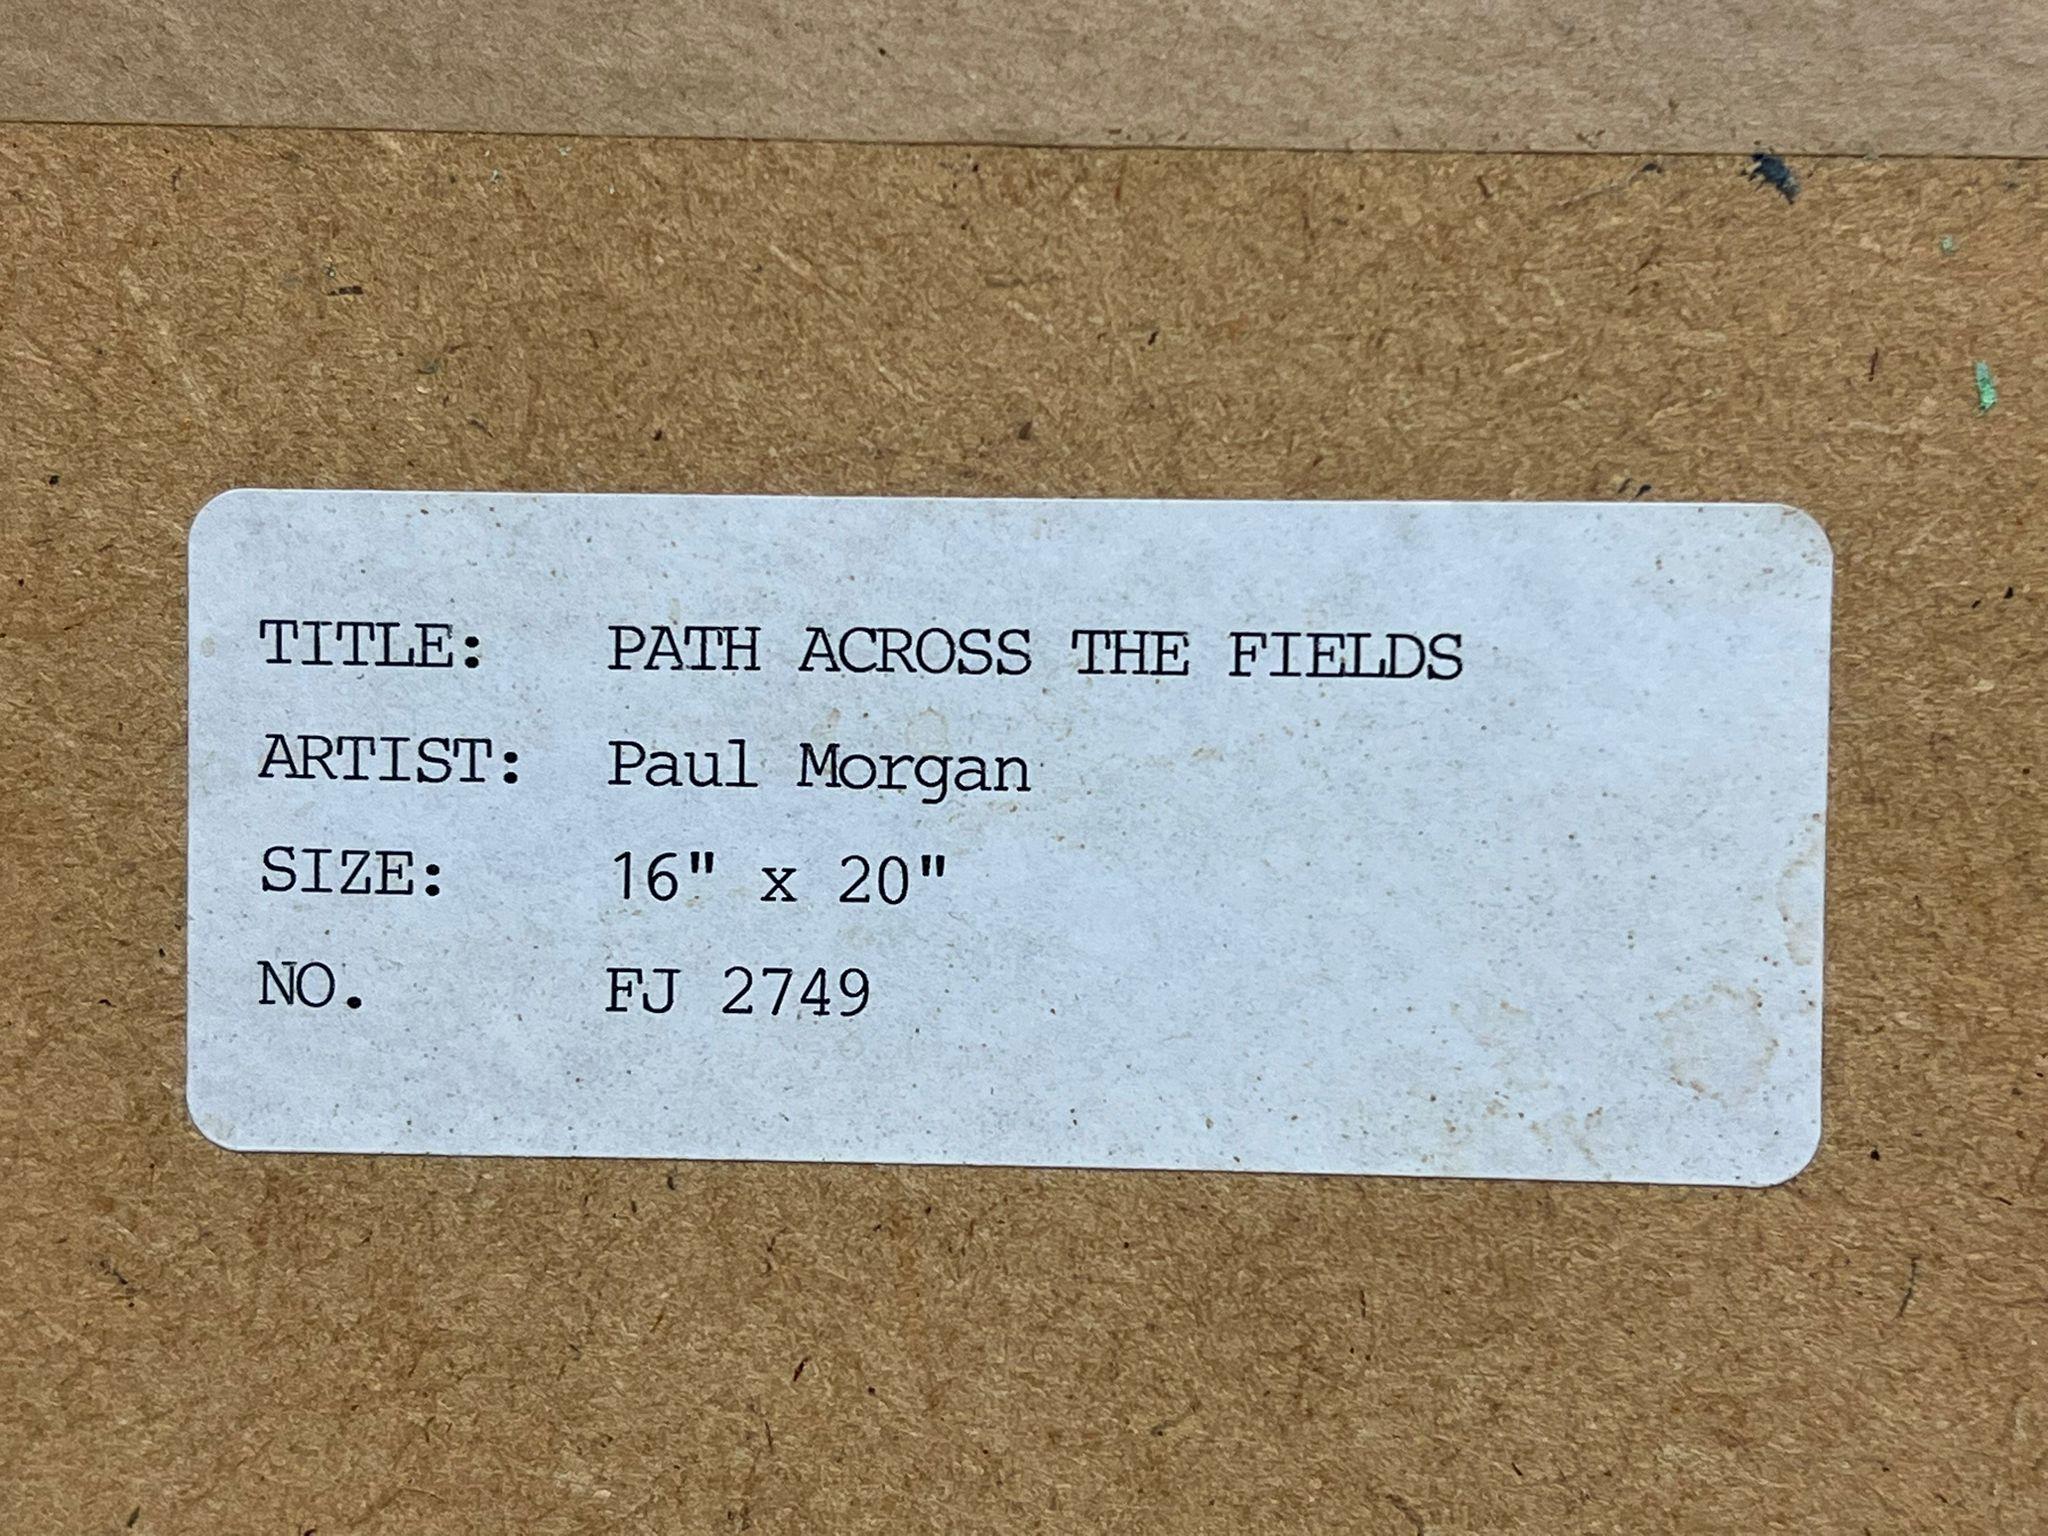 TITLE: PATH ACROSS THE FIELDS
ARTIST: Paul Morgan
SIZE: 16" x 20"
NO. FJ 2749